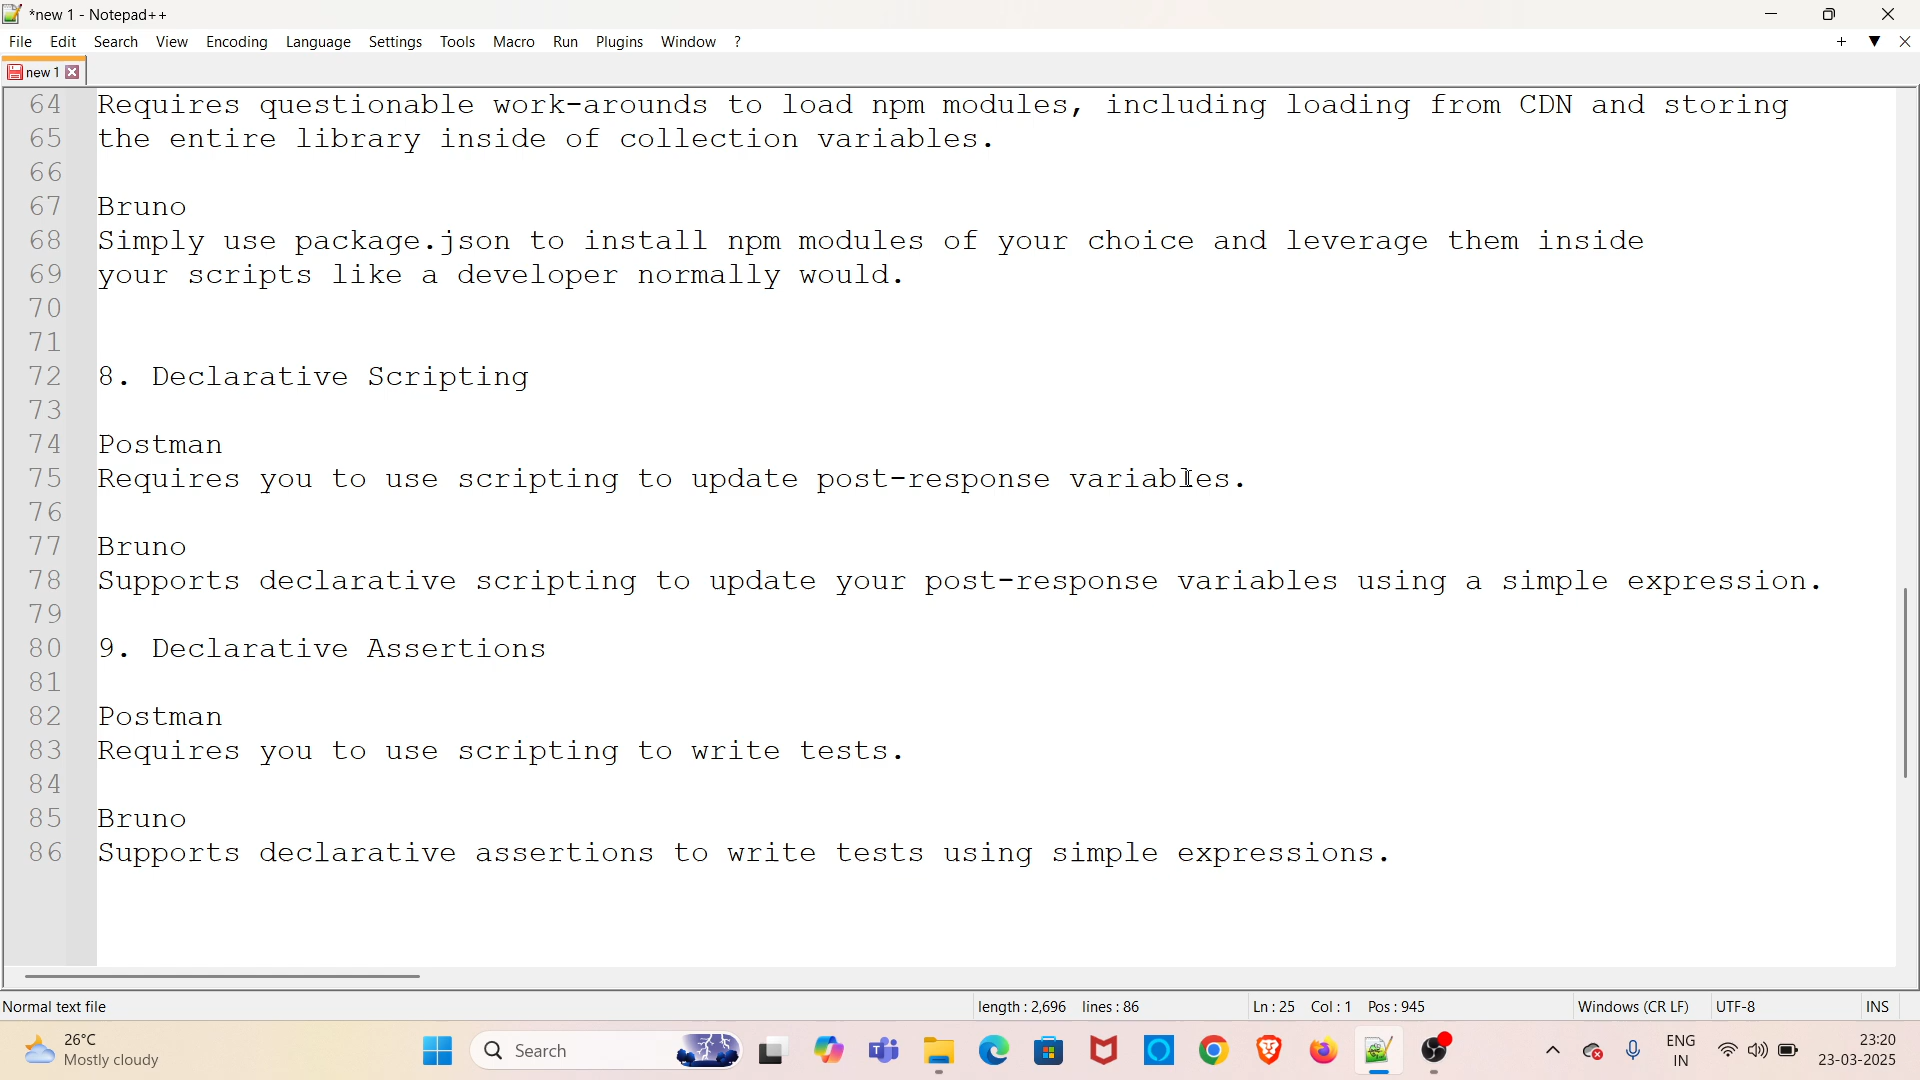 *new 1 - Notepad++
File Edit Search View Encoding Language Settings Tools Macro Run Plugins Window ?
new 1
64 Requires questionable work-arounds to load npm modules, including loading from CDN and storing
65 the entire library inside of collection variables.
66
67 Bruno
68 Simply use package.json to install npm modules of your choice and leverage them inside
69 your scripts like a developer normally would.
70
71
72 8. Declarative Scripting
73
74 Postman
75 Requires you to use scripting to update post-response variables.
76
77 Bruno
78 Supports declarative scripting to update your post-response variables using a simple expression.
79
80 9. Declarative Assertions
81
82 Postman
83 Requires you to use scripting to write tests.
84
85 Bruno
86 Supports declarative assertions to write tests using simple expressions.
Normal text file length : 2,696 lines : 86 Ln : 25 Col : 1 Pos : 945 Windows (CR LF) UTF-8 INS
26°C
Mostly cloudy
Search
ENG
IN
23:20
23-03-2025